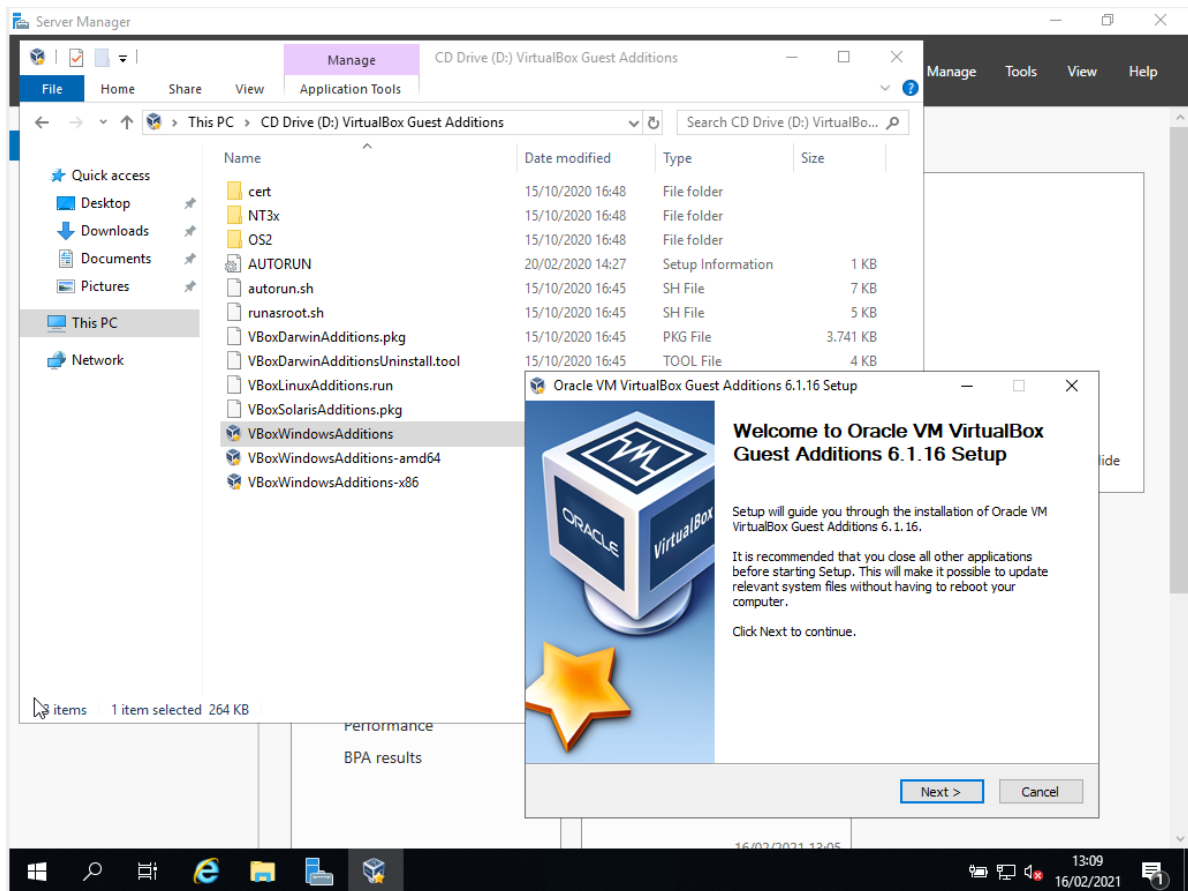 Server Manager
Manage
CD Drive (D:) VirtualBox Guest Additions
File Home Share View Application Tools
Manage Tools View Help
This PC > CD Drive (D:) VirtualBox Guest Additions
Search CD Drive (D:) VirtualBo...
Quick access
Desktop
Downloads
Documents
Pictures
This PC
Network
Name Date modified Type Size
cert 15/10/2020 16:48 File folder
NT3x 15/10/2020 16:48 File folder
OS2 15/10/2020 16:48 File folder
AUTORUN 20/02/2020 14:27 Setup Information 1 KB
autorun.sh 15/10/2020 16:45 SH File 7 KB
runasroot.sh 15/10/2020 16:45 SH File 5 KB
VBoxDarwinAdditions.pkg 15/10/2020 16:45 PKG File 3.741 KB
VBoxDarwinAdditionsUninstall.tool 15/10/2020 16:45 TOOL File 4 KB
VBoxLinuxAdditions.run
VBoxSolarisAdditions.pkg
VBoxWindowsAdditions
VBoxWindowsAdditions-amd64
VBoxWindowsAdditions-x86
items 1 item selected 264 KB
Oracle VM VirtualBox Guest Additions 6.1.16 Setup
ORACLE
VirtualBox
Welcome to Oracle VM VirtualBox
Guest Additions 6.1.16 Setup
Setup will guide you through the installation of Oracle VM
VirtualBox Guest Additions 6.1.16.
It is recommended that you close all other applications
before starting Setup. This will make it possible to update
relevant system files without having to reboot your
computer.
Click Next to continue.
Next > Cancel
Performance
BPA results
16/02/2021 13:05
13:09
16/02/2021
1